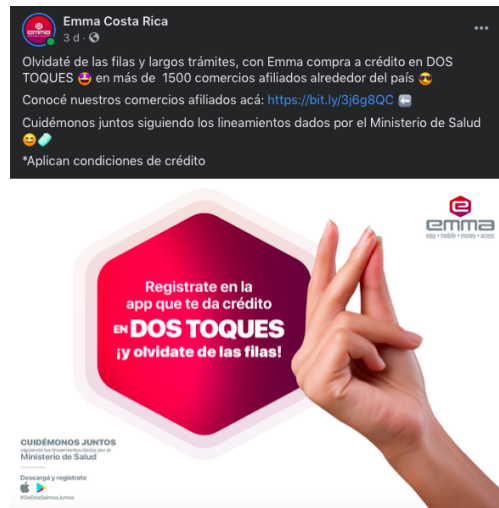 Emma Costa Rica
3 d ·
Olvidaté de las filas y largos trámites, con Emma compra a crédito en DOS
TOQUES 🤩 en más de 1500 comercios afiliados alrededor del país 😎
Conocé nuestros comercios afiliados acá: https://bit.ly/3j6g8QC ⬅️
Cuidémonos juntos siguiendo los lineamientos dados por el Ministerio de Salud
😊🧼
*Aplican condiciones de crédito
emma
easy • mobile • money • access
Registrate en la
app que te da crédito
EN DOS TOQUES
¡y olvidate de las filas!
CUIDÉMONOS JUNTOS
siguiendo los lineamientos dados por el
Ministerio de Salud
Descargá y registrate
#DeEstaSalimosJuntos